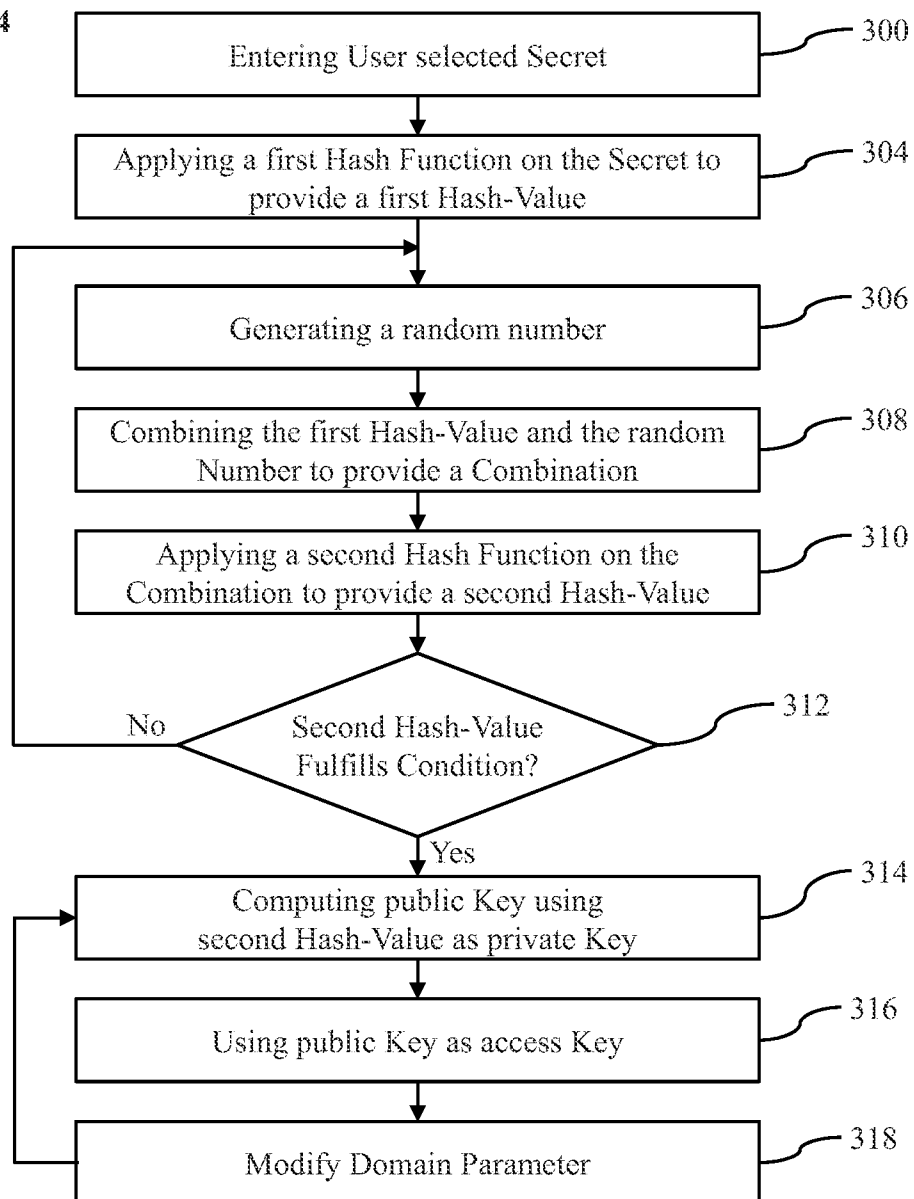 4
Entering User selected Secret
300
Applying a first Hash Function on the Secret to
provide a first Hash-Value
304
Generating a random number
306
Combining the first Hash-Value and the random
Number to provide a Combination
308
Applying a second Hash Function on the
Combination to provide a second Hash-Value
310
No
Second Hash-Value
Fulfills Condition?
312
Yes
Computing public Key using
second Hash-Value as private Key
314
Using public Key as access Key
316
Modify Domain Parameter
318